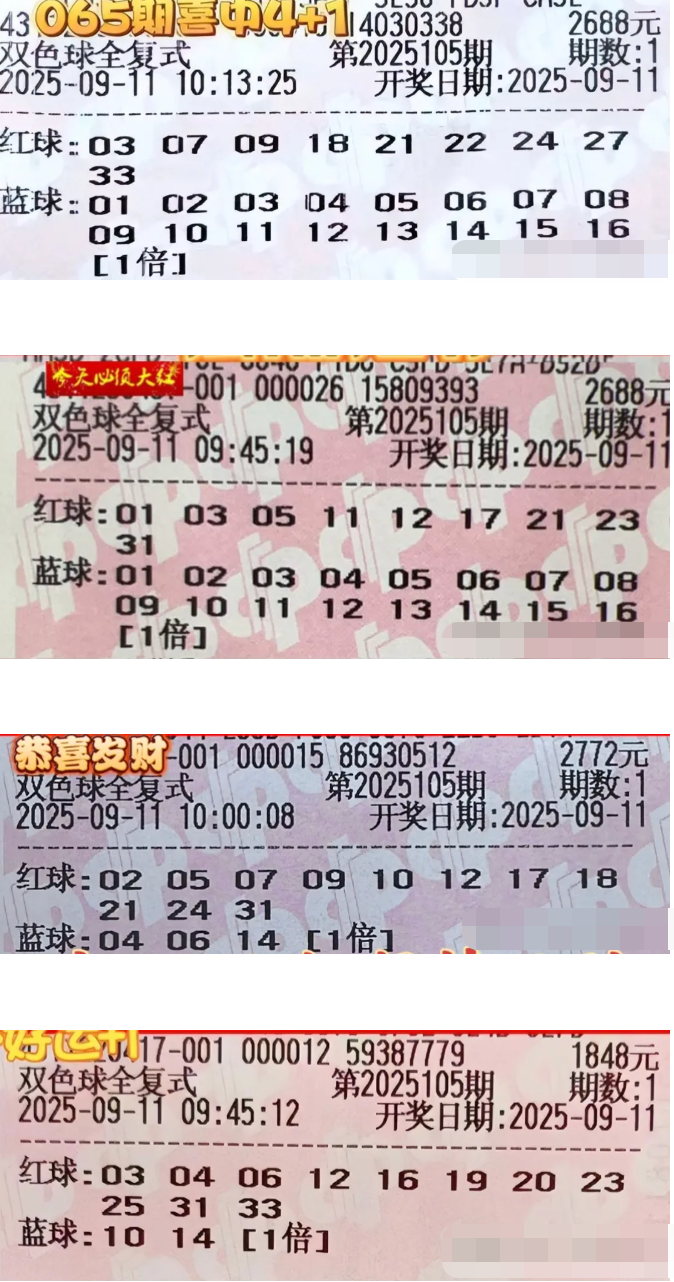 065期喜中4+1
43 14030338 2688元
双色球全复式 第2025105期 期数:1
2025-09-11 10:13:25 开奖日期:2025-09-11
红球: 03 07 09 18 21 22 24 27
33
蓝球: 01 02 03 04 05 06 07 08
09 10 11 12 13 14 15 16
[1倍]
今天必须大红
-001 000026 15809393 2688元
双色球全复式 第2025105期 期数:1
2025-09-11 09:45:19 开奖日期:2025-09-11
红球: 01 03 05 11 12 17 21 23
31
蓝球: 01 02 03 04 05 06 07 08
09 10 11 12 13 14 15 16
[1倍]
恭喜发财
-001 000015 86930512 2772元
双色球全复式 第2025105期 期数:1
2025-09-11 10:00:08 开奖日期:2025-09-11
红球: 02 05 07 09 10 12 17 18
21 24 31
蓝球: 04 06 14 [1倍]
好运+1
17-001 000012 59387779 1848元
双色球全复式 第2025105期 期数:1
2025-09-11 09:45:12 开奖日期:2025-09-11
红球: 03 04 06 12 16 19 20 23
25 31 33
蓝球: 10 14 [1倍]